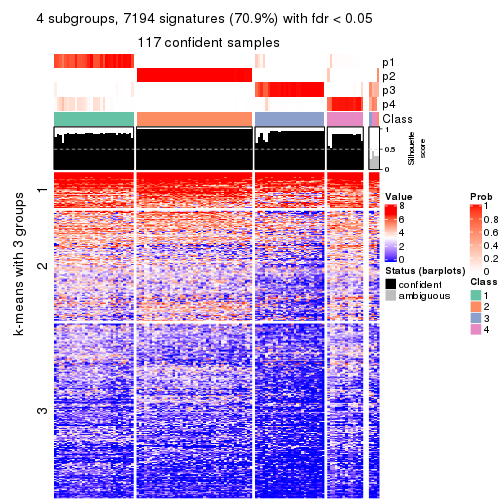 4 subgroups, 7194 signatures (70.9%) with fdr < 0.05
117 confident samples
p1
p2
p3
p4
Class
1
0.5
0
Silhouette
score
k-means with 3 groups
1
2
3
Value
8
6
4
2
0
Status (barplots)
confident
ambiguous
Prob
1
0.8
0.6
0.4
0.2
0
Class
1
2
3
4